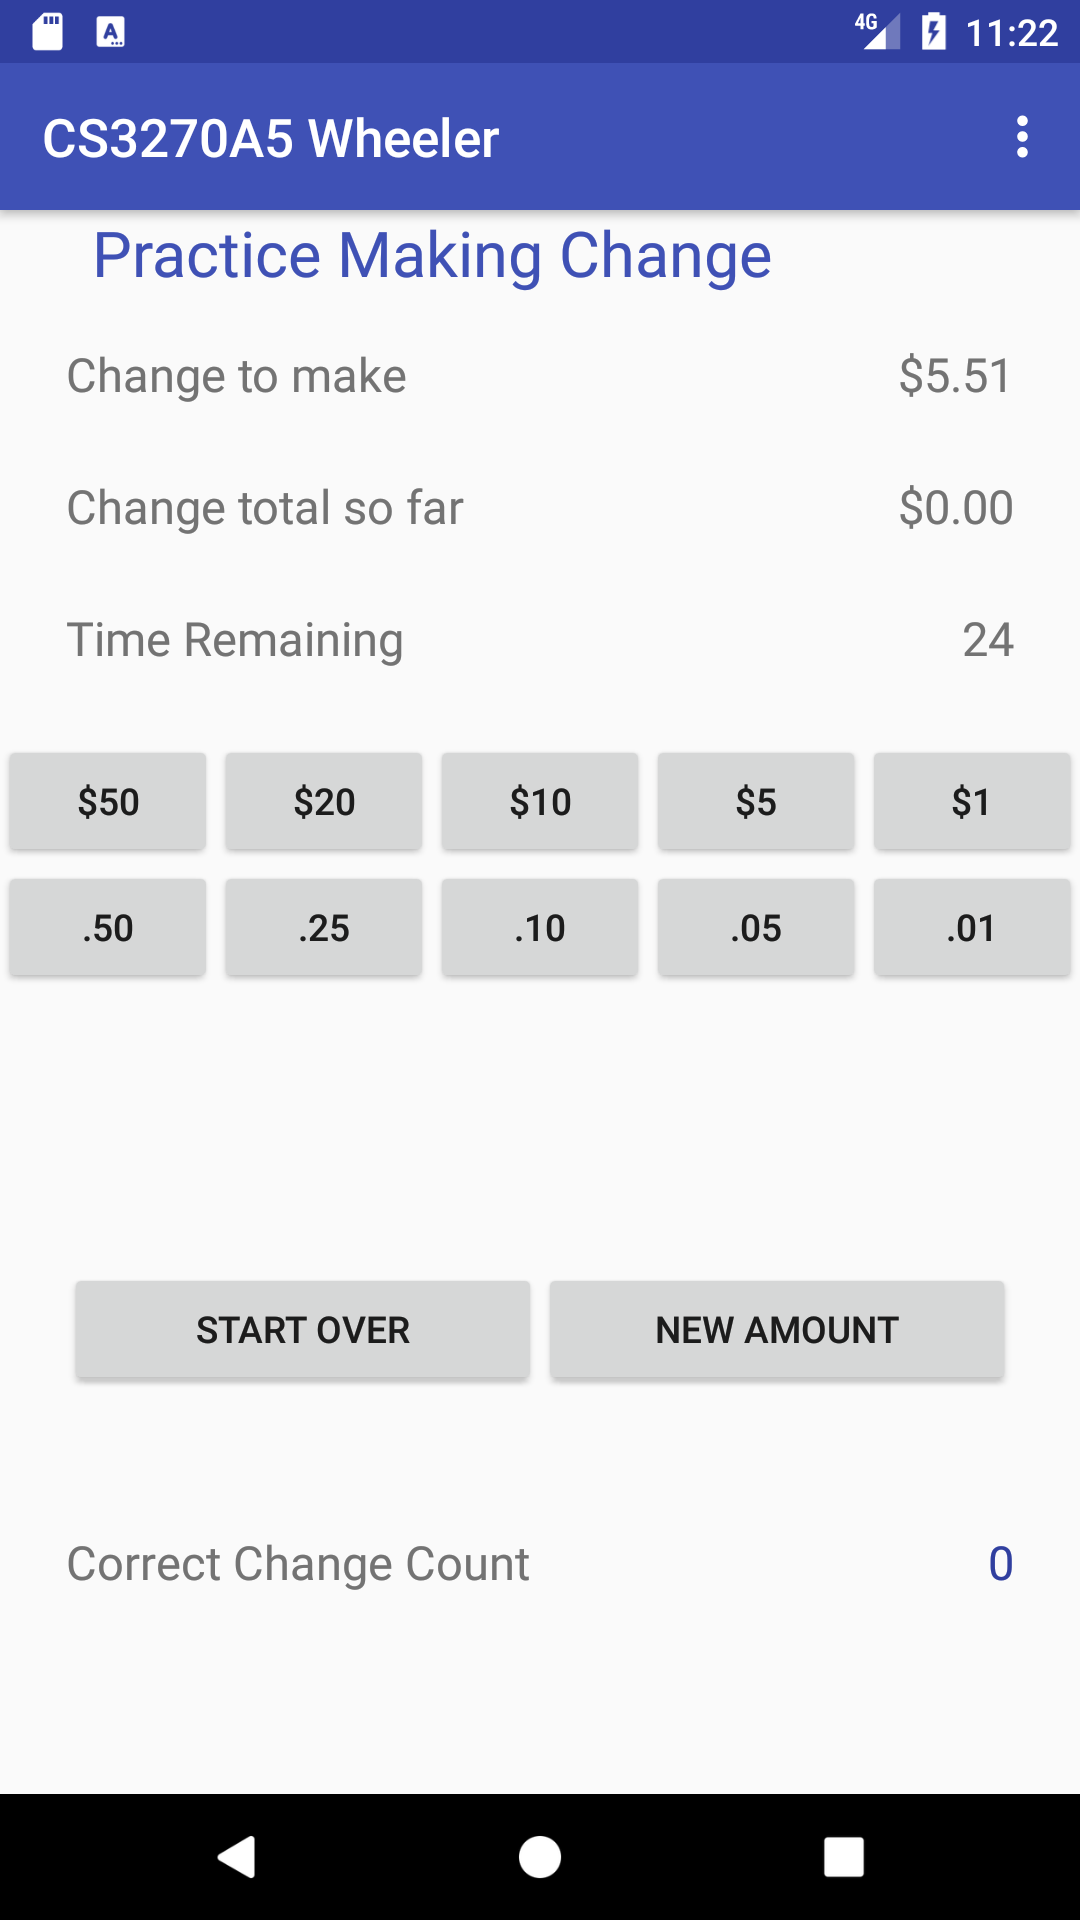 4G 11:22
CS3270A5 Wheeler
Practice Making Change
Change to make $5.51
Change total so far $0.00
Time Remaining 24
$50 $20 $10 $5 $1
.50 .25 .10 .05 .01
START OVER NEW AMOUNT
Correct Change Count 0